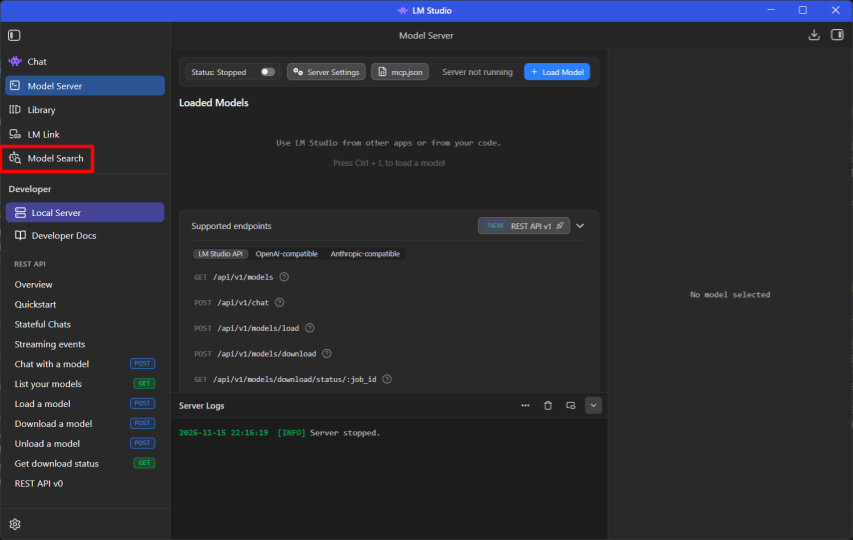 LM Studio
Model Server
Chat
Model Server
Library
LM Link
Model Search
Developer
Local Server
Developer Docs
REST API
Overview
Quickstart
Stateful Chats
Streaming events
Chat with a model POST
List your models GET
Load a model POST
Download a model POST
Unload a model POST
Get download status GET
REST API v0
Status: Stopped Server Settings mcp.json Server not running + Load Model
Loaded Models
Use LM Studio from other apps or from your code.
Press Ctrl + L to load a model
Supported endpoints NEW REST API v1
LM Studio API OpenAI-compatible Anthropic-compatible
GET /api/v1/models
POST /api/v1/chat
POST /api/v1/models/load
POST /api/v1/models/download
GET /api/v1/models/download/status/:job_id
Server Logs
2026-11-15 22:16:19 [INFO] Server stopped.
No model selected